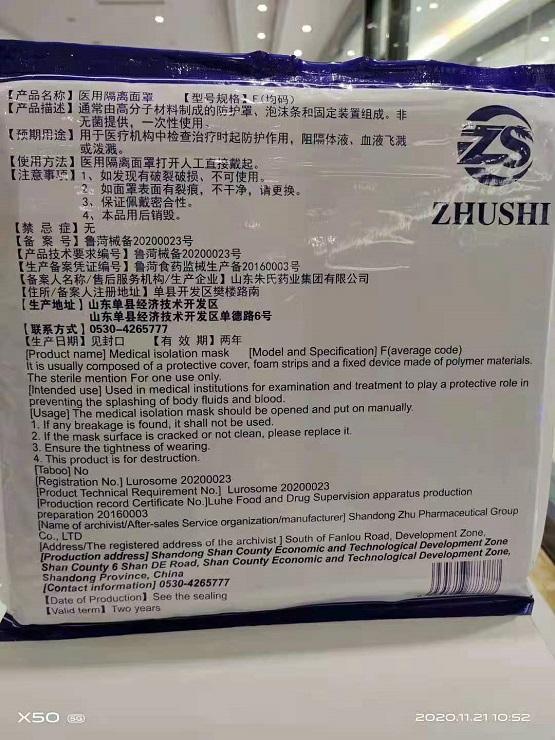 【产品名称】医用隔离面罩 【型号规格】F(均码)
【产品描述】通常由高分子材料制成的防护罩、泡沫条和固定装置组成。非
无菌提供，一次性使用。
【预期用途】用于医疗机构中检查治疗时起防护作用，阻隔体液、血液飞溅
或泼溅。
【使用方法】医用隔离面罩打开人工直接戴起。
【注意事项】1、如发现有破裂破损、不可使用。
2、如面罩表面有裂痕，不干净，请更换。
3、保证佩戴密合性。
4、本品用后销毁。
【禁忌症】无
【备案号】鲁菏械备20200023号
【产品技术要求编号】鲁菏械备20200023号
【生产备案凭证编号】鲁菏食药监械生产备20160003号
【备案人名称/售后服务机构/生产企业】山东朱氏药业集团有限公司
【住所/备案人注册地址】单县开发区樊楼路南
【生产地址】山东单县经济技术开发区
山东单县经济技术开发区单德路6号
【联系方式】0530-4265777
【生产日期】见封口 【有效期】两年
[Product name] Medical isolation mask [Model and Specification] F(average code)
It is usually composed of a protective cover, foam strips and a fixed device made of polymer materials.
The sterile mention For one use only.
[Intended use] Used in medical institutions for examination and treatment to play a protective role in
preventing the splashing of body fluids and blood.
[Usage] The medical isolation mask should be opened and put on manually.
1. If any breakage is found, it shall not be used.
2. If the mask surface is cracked or not clean, please replace it.
3. Ensure the tightness of wearing.
4. This product is for destruction.
[Taboo] No
[Registration No.] Lurosome 20200023
[Product Technical Requirement No.] Lurosome 20200023
[Production record Certificate No.]Luhe Food and Drug Supervision apparatus production
preparation 20160003
[Name of archivist/After-sales Service organization/manufacturer] Shandong Zhu Pharmaceutical Group
Co., LTD
[Address/The registered address of the archivist ] South of Fanlou Road, Development Zone,
[Production address] Shandong Shan County Economic and Technological Development Zone
Shan County 6 Shan DE Road, Shan County Economic and Technological Development Zone,
Shandong Province, China
[Contact information] 0530-4265777
【Date of Production】See the sealing
【Valid term】Two years
ZS
ZHUSHI
X50 5G
2020.11.21 10:52